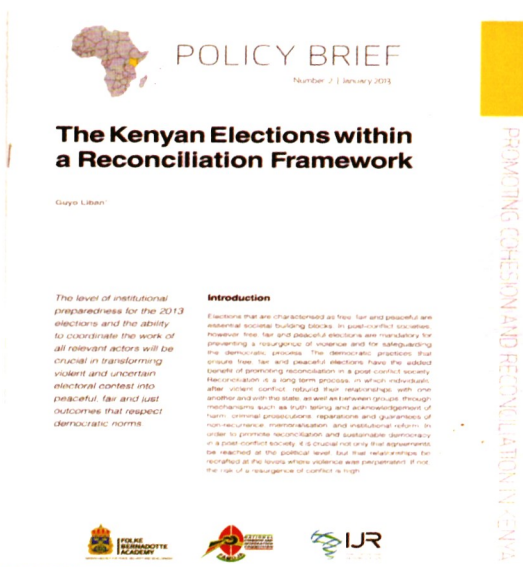 POLICY BRIEF
Number 2 | January 2013
The Kenyan Elections within
a Reconciliation Framework
Guyo Liban
The level of institutional
preparedness for the 2013
elections and the ability
to coordinate the work of
all relevant actors will be
crucial in transforming
violent and uncertain
electoral contest into
peaceful, fair and just
outcomes that respect
democratic norms
Introduction
Elections that are characterised as free, fair and peaceful are
essential societal building blocks. In post-conflict societies,
however, free, fair and peaceful elections are mandatory for
preventing a resurgence of violence and for safeguarding
the democratic process. The democratic practices that
ensure free, fair and peaceful elections have the added
benefit of promoting reconciliation in a post-conflict society.
Reconciliation is a long term process, in which individuals,
after violent conflict, rebuild their relationships with one
another and with the state, as well as between groups, through
mechanisms such as truth telling and acknowledgement of
harm, criminal prosecutions, reparations and guarantees of
non-recurrence, memorialisation, and institutional reform. In
order to promote reconciliation and sustainable democracy
in a post-conflict society, it is crucial not only that agreements
be reached at the political level, but that relationships be
recrafted at the levels where violence was perpetrated. If not,
the risk of a resurgence of conflict is high.
FOLKE
BERNADOTTE
ACADEMY
IJR
PROMOTING COHESION AND RECONCILIATION IN KENYA